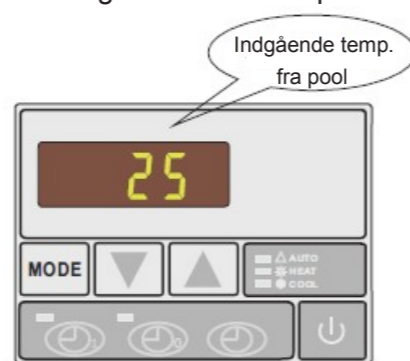 Indgående temp.
fra pool
25
MODE
AUTO
HEAT
COOL